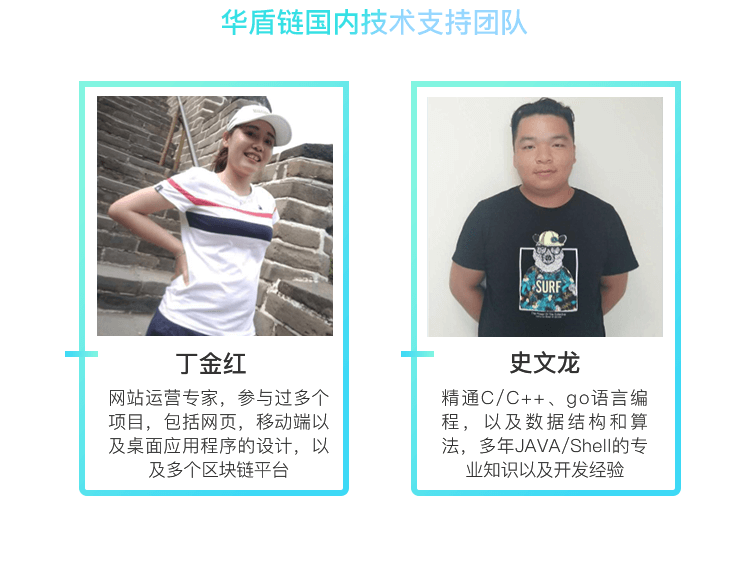 华盾链国内技术支持团队
SURF
丁金红
网站运营专家，参与过多个
项目，包括网页，移动端以
及桌面应用程序的设计，以
及多个区块链平台
史文龙
精通C/C++、go语言编
程，以及数据结构和算
法，多年JAVA/Shell的专
业知识以及开发经验